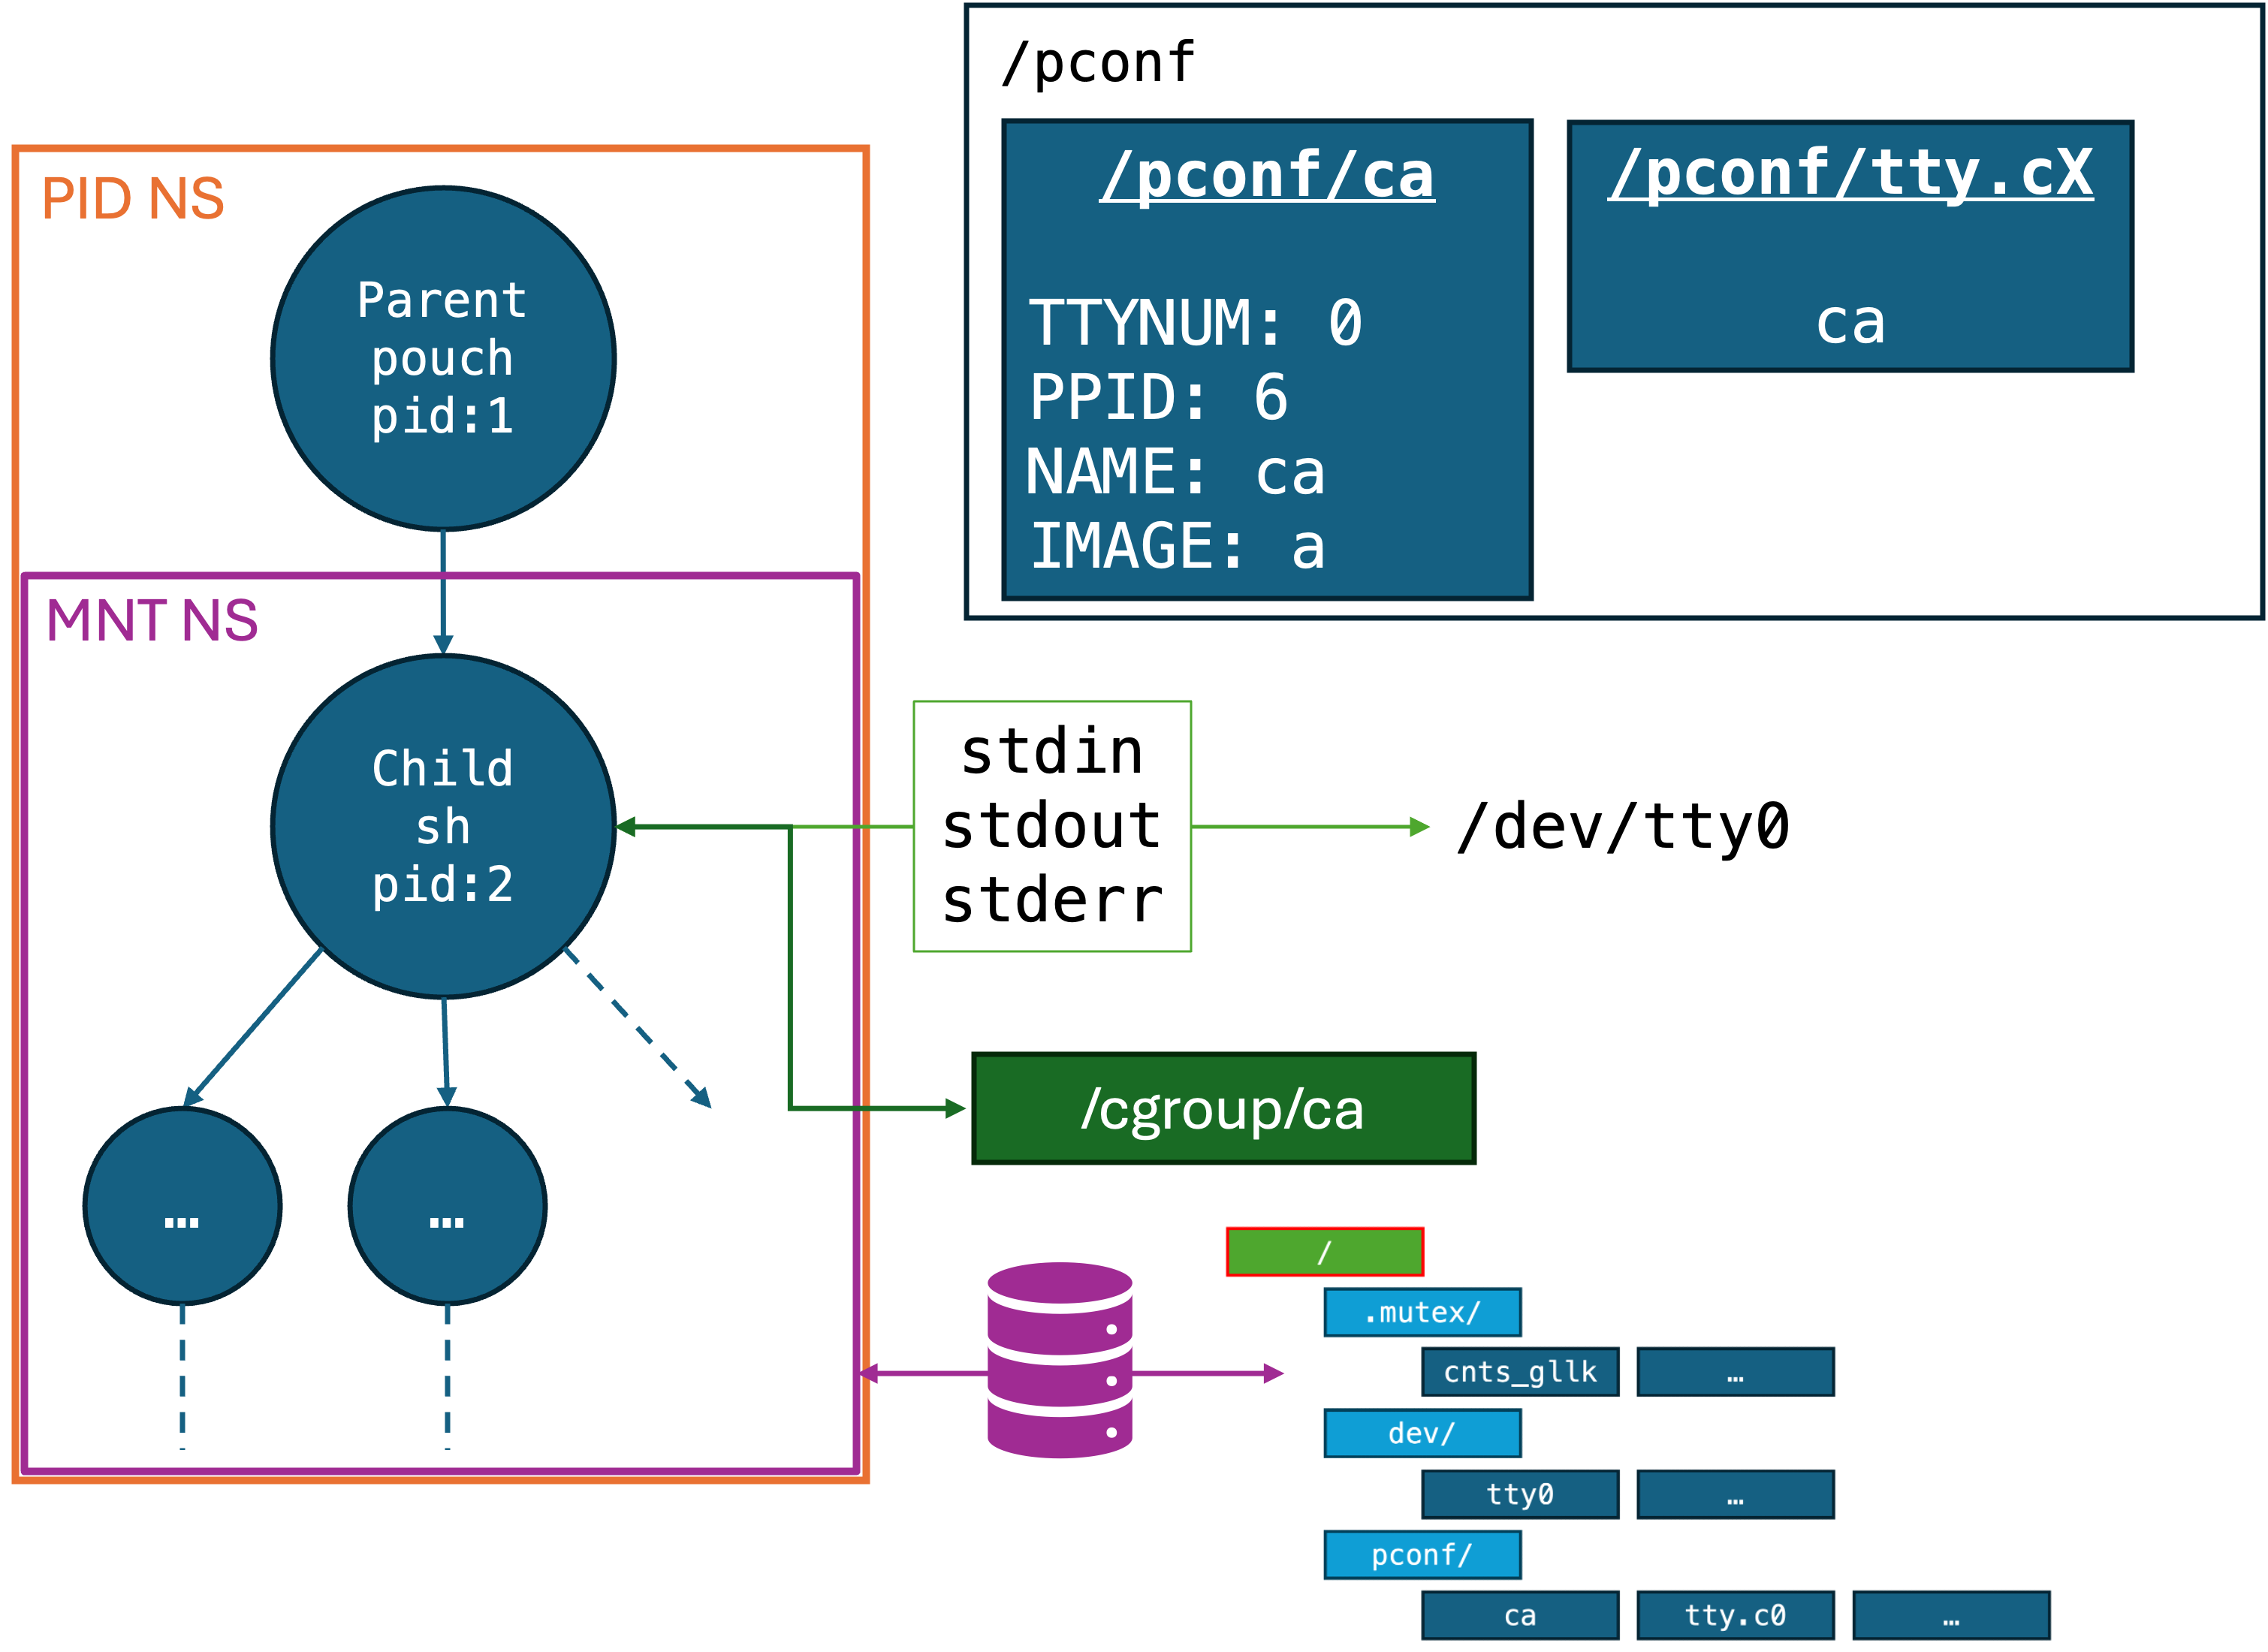 /pconf
/pconf/ca
TTYNUM: 0
PPID: 6
NAME: ca
IMAGE: a
/pconf/tty.cX
ca
PID NS
Parent
pouch
pid:1
MNT NS
Child
sh
pid:2
…
…
stdin
stdout
stderr
/dev/tty0
/cgroup/ca
/
.mutex/
cnts_gllk
…
dev/
tty0
…
pconf/
ca
tty.c0
…